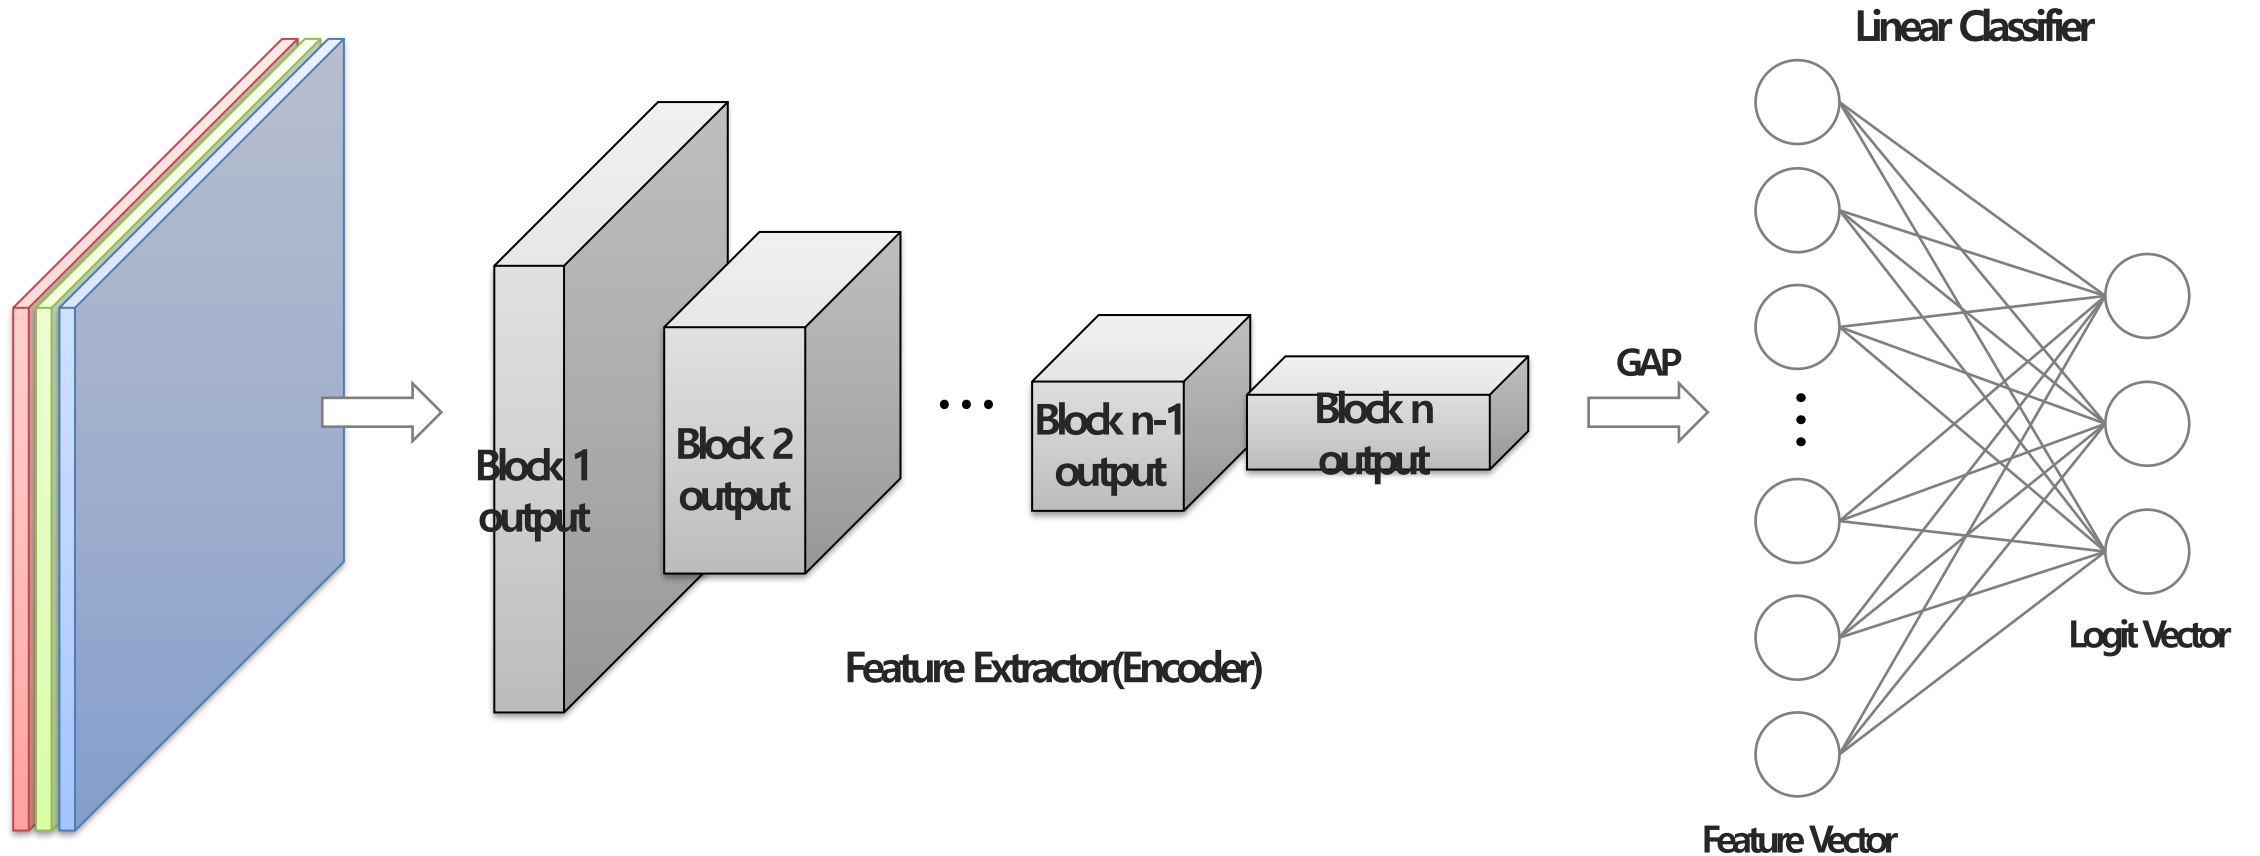 Linear Classifier
Block 1
output
Block 2
output
...
Block n-1
output
Block n
output
GAP
Feature Extractor(Encoder)
Logit Vector
Feature Vector